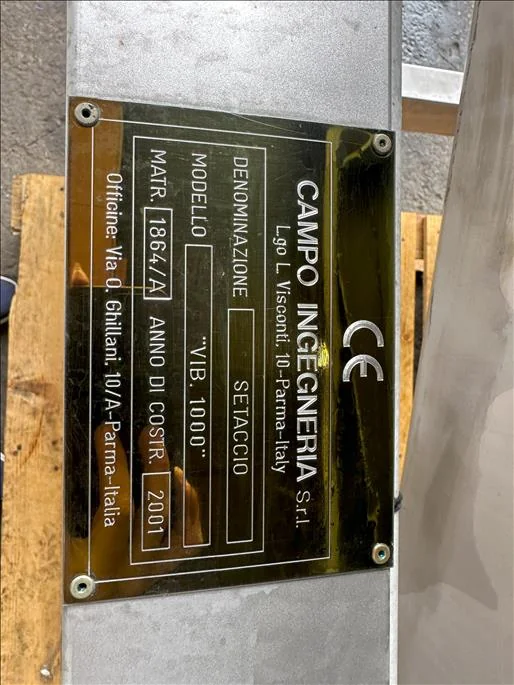 CE
CAMPO INGEGNERIA S.r.l.
L.go L. Visconti, 10-Parma-Italy
DENOMINAZIONE SETACCIO
MODELLO "VIB. 1000"
MATR. 1864/A ANNO DI COSTR. 2001
Officine: Via O. Ghillani, 10/A-Parma-Italia